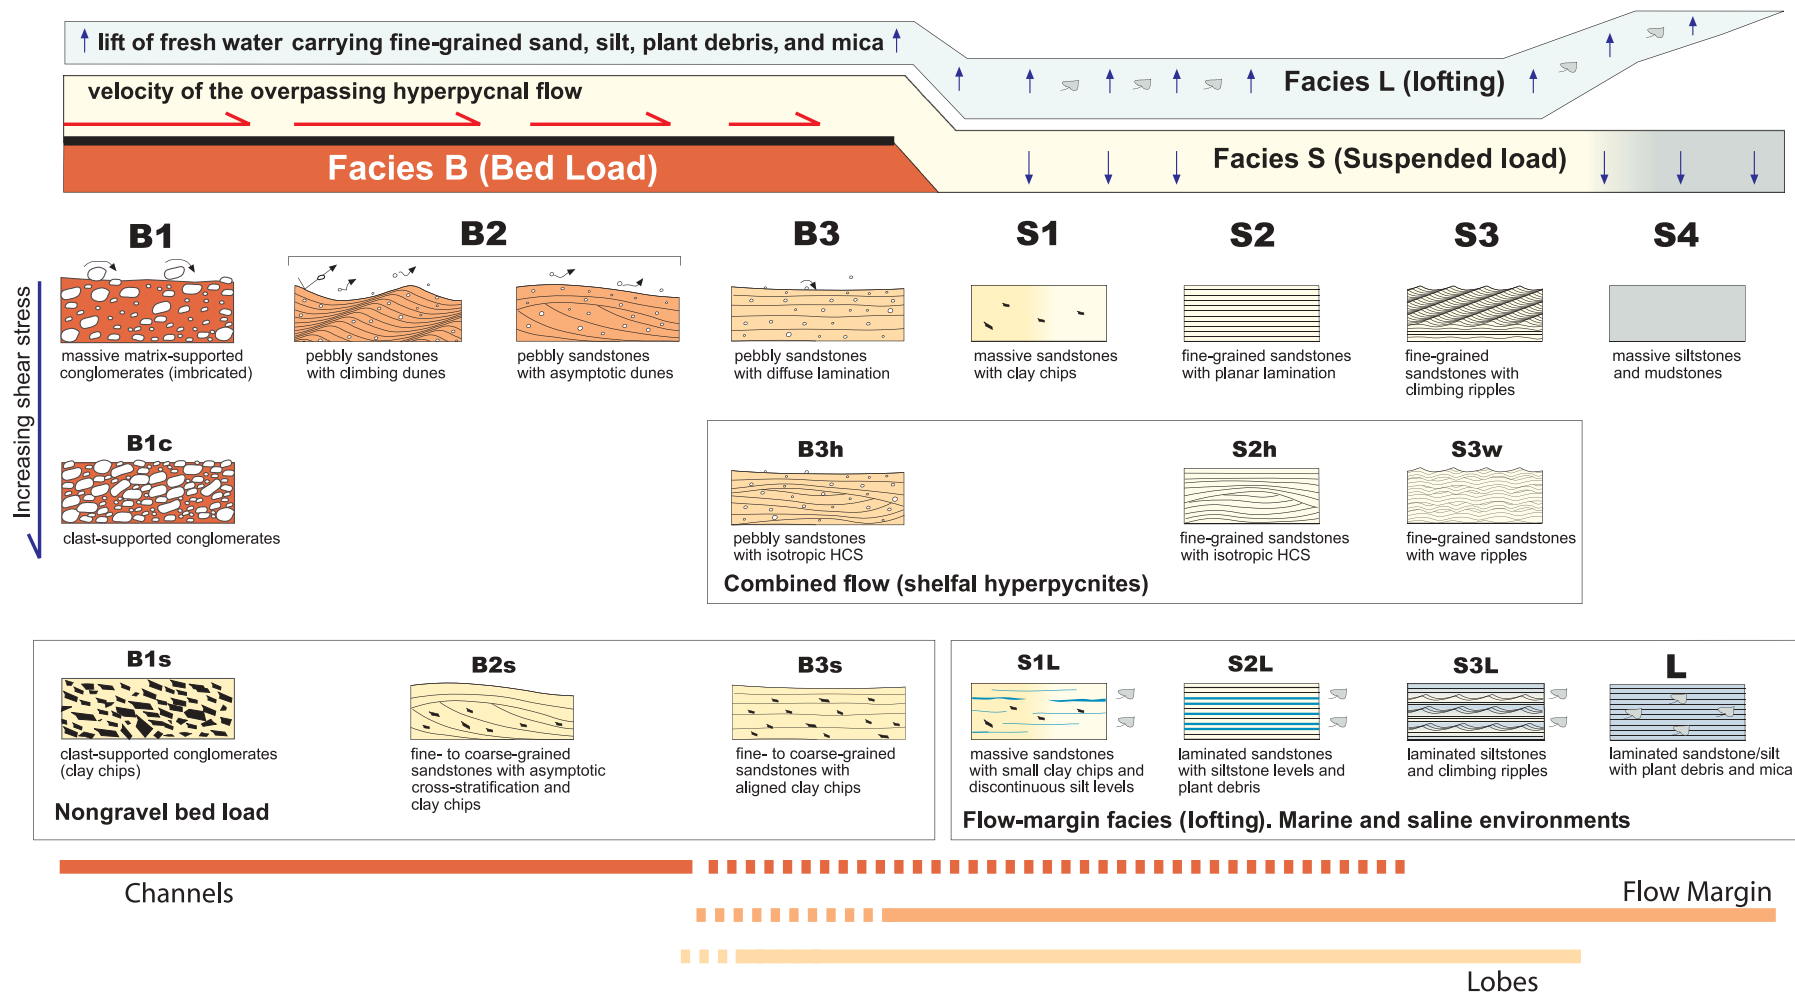 lift of fresh water carrying fine-grained sand, silt, plant debris, and mica
velocity of the overpassing hyperpycnal flow
Facies L (lofting)
Facies B (Bed Load)
Facies S (Suspended load)
B1
B2
B3
S1
S2
S3
S4
Increasing shear stress
massive matrix-supported
conglomerates (imbricated)
pebbly sandstones
with climbing dunes
pebbly sandstones
with asymptotic dunes
pebbly sandstones
with diffuse lamination
massive sandstones
with clay chips
fine-grained sandstones
with planar lamination
fine-grained
sandstones with
climbing ripples
massive siltstones
and mudstones
B1c
clast-supported conglomerates
B3h
S2h
S3w
pebbly sandstones
with isotropic HCS
fine-grained sandstones
with isotropic HCS
fine-grained sandstones
with wave ripples
Combined flow (shelfal hyperpycnites)
B1s
B2s
B3s
clast-supported conglomerates
(clay chips)
fine- to coarse-grained
sandstones with asymptotic
cross-stratification and
clay chips
fine- to coarse-grained
sandstones with
aligned clay chips
Nongravel bed load
S1L
S2L
S3L
L
massive sandstones
with small clay chips and
discontinuous silt levels
laminated sandstones
with siltstone levels and
plant debris
laminated siltstones
and climbing ripples
laminated sandstone/silt
with plant debris and mica
Flow-margin facies (lofting). Marine and saline environments
Channels
Flow Margin
Lobes